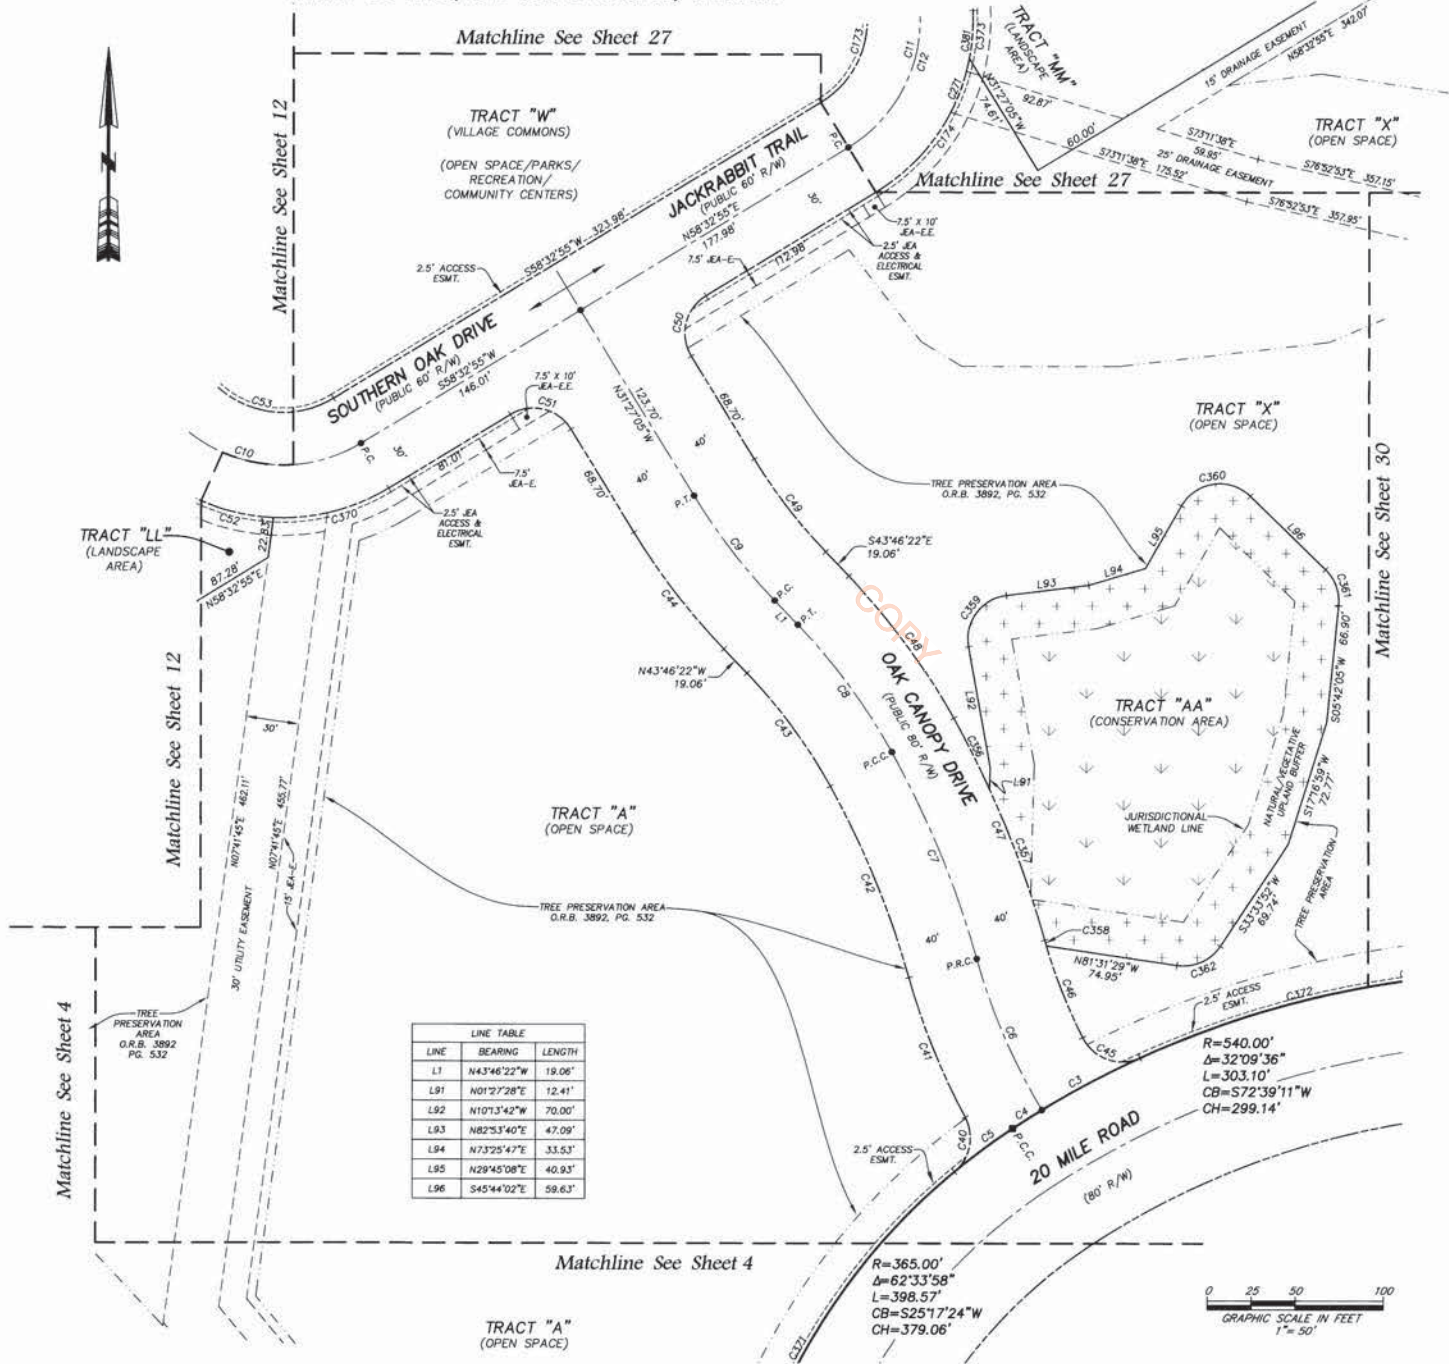 Matchline See Sheet 27
Matchline See Sheet 12
N
TRACT "W"
(VILLAGE COMMONS)
(OPEN SPACE/PARKS/
RECREATION/
COMMUNITY CENTERS)
C173
C11
C12
C381
C373
TRACT "MM"
(LANDSCAPE
AREA)
C271
C174
N31°27'05"W
74.61'
92.87'
60.00'
15' DRAINAGE EASEMENT
N58°32'55"E 342.07'
TRACT "X"
(OPEN SPACE)
S73°11'38"E
59.95'
25' DRAINAGE EASEMENT
S73°11'38"E
175.52'
S76°52'53"E 357.15'
S76°52'53"E 357.95'
Matchline See Sheet 27
P.C.
JACKRABBIT TRAIL
(PUBLIC 60' R/W)
N58°32'55"E
177.98'
30'
S58°32'55"W 323.98'
2.5' ACCESS
ESMT.
7.5' X 10'
JEA-E.E.
2.5' JEA
ACCESS &
ELECTRICAL
ESMT.
7.5' JEA-E.
112.98'
C50
SOUTHERN OAK DRIVE
(PUBLIC 60' R/W)
S58°32'55"W
146.01'
C53
C10
P.C.
30'
81.01'
7.5' X 10'
JEA-E.E.
C51
7.5'
JEA-E.
2.5' JEA
ACCESS &
ELECTRICAL
ESMT.
C52
C370
22.83'
TRACT "LL"
(LANDSCAPE
AREA)
87.28'
N58°32'55"E
123.70'
N31°27'05"W
68.70'
68.70'
40'
40'
P.T.
C9
C49
S43°46'22"E
19.06'
TREE PRESERVATION AREA
O.R.B. 3892, PG. 532
TRACT "X"
(OPEN SPACE)
Matchline See Sheet 30
C360
L95
L96
L94
L93
C361
C359
66.90'
S05°42'05"W
P.C.
L1
P.T.
COPY
C48
C44
N43°46'22"W
19.06'
C8
OAK CANOPY DRIVE
(PUBLIC 80' R/W)
L92
C356
L91
TRACT "AA"
(CONSERVATION AREA)
NATURAL/VEGETATIVE
UPLAND BUFFER
S17°16'59"W
72.77'
JURISDICTIONAL
WETLAND LINE
TREE PRESERVATION
AREA
C43
P.C.C.
C47
C357
C7
Matchline See Sheet 12
30'
N07°41'45"E 462.11'
N07°41'45"E 455.77'
30' UTILITY EASEMENT
15' JEA-E
TRACT "A"
(OPEN SPACE)
C42
TREE PRESERVATION AREA
O.R.B. 3892, PG. 532
40'
40'
C358
S33°33'52"W
69.74'
P.R.C.
N81°31'29"W
74.95'
C362
C46
2.5' ACCESS
ESMT.
C372
Matchline See Sheet 4
TREE
PRESERVATION
AREA
O.R.B. 3892
PG. 532
LINE TABLE
LINE BEARING LENGTH
L1 N43°46'22"W 19.06'
L91 N01°27'28"E 12.41'
L92 N10°13'42"W 70.00'
L93 N82°53'40"E 47.09'
L94 N73°25'47"E 33.53'
L95 N29°45'08"E 40.93'
L96 S45°44'02"E 59.63'
C41
C6
C45
C3
R=540.00'
Δ=32°09'36"
L=303.10'
CB=S72°39'11"W
CH=299.14'
C4
C5
P.C.C.
C40
2.5' ACCESS
ESMT.
20 MILE ROAD
(80' R/W)
Matchline See Sheet 4
R=365.00'
Δ=62°33'58"
L=398.57'
CB=S25°17'24"W
CH=379.06'
C371
TRACT "A"
(OPEN SPACE)
0 25 50 100
GRAPHIC SCALE IN FEET
1"= 50'